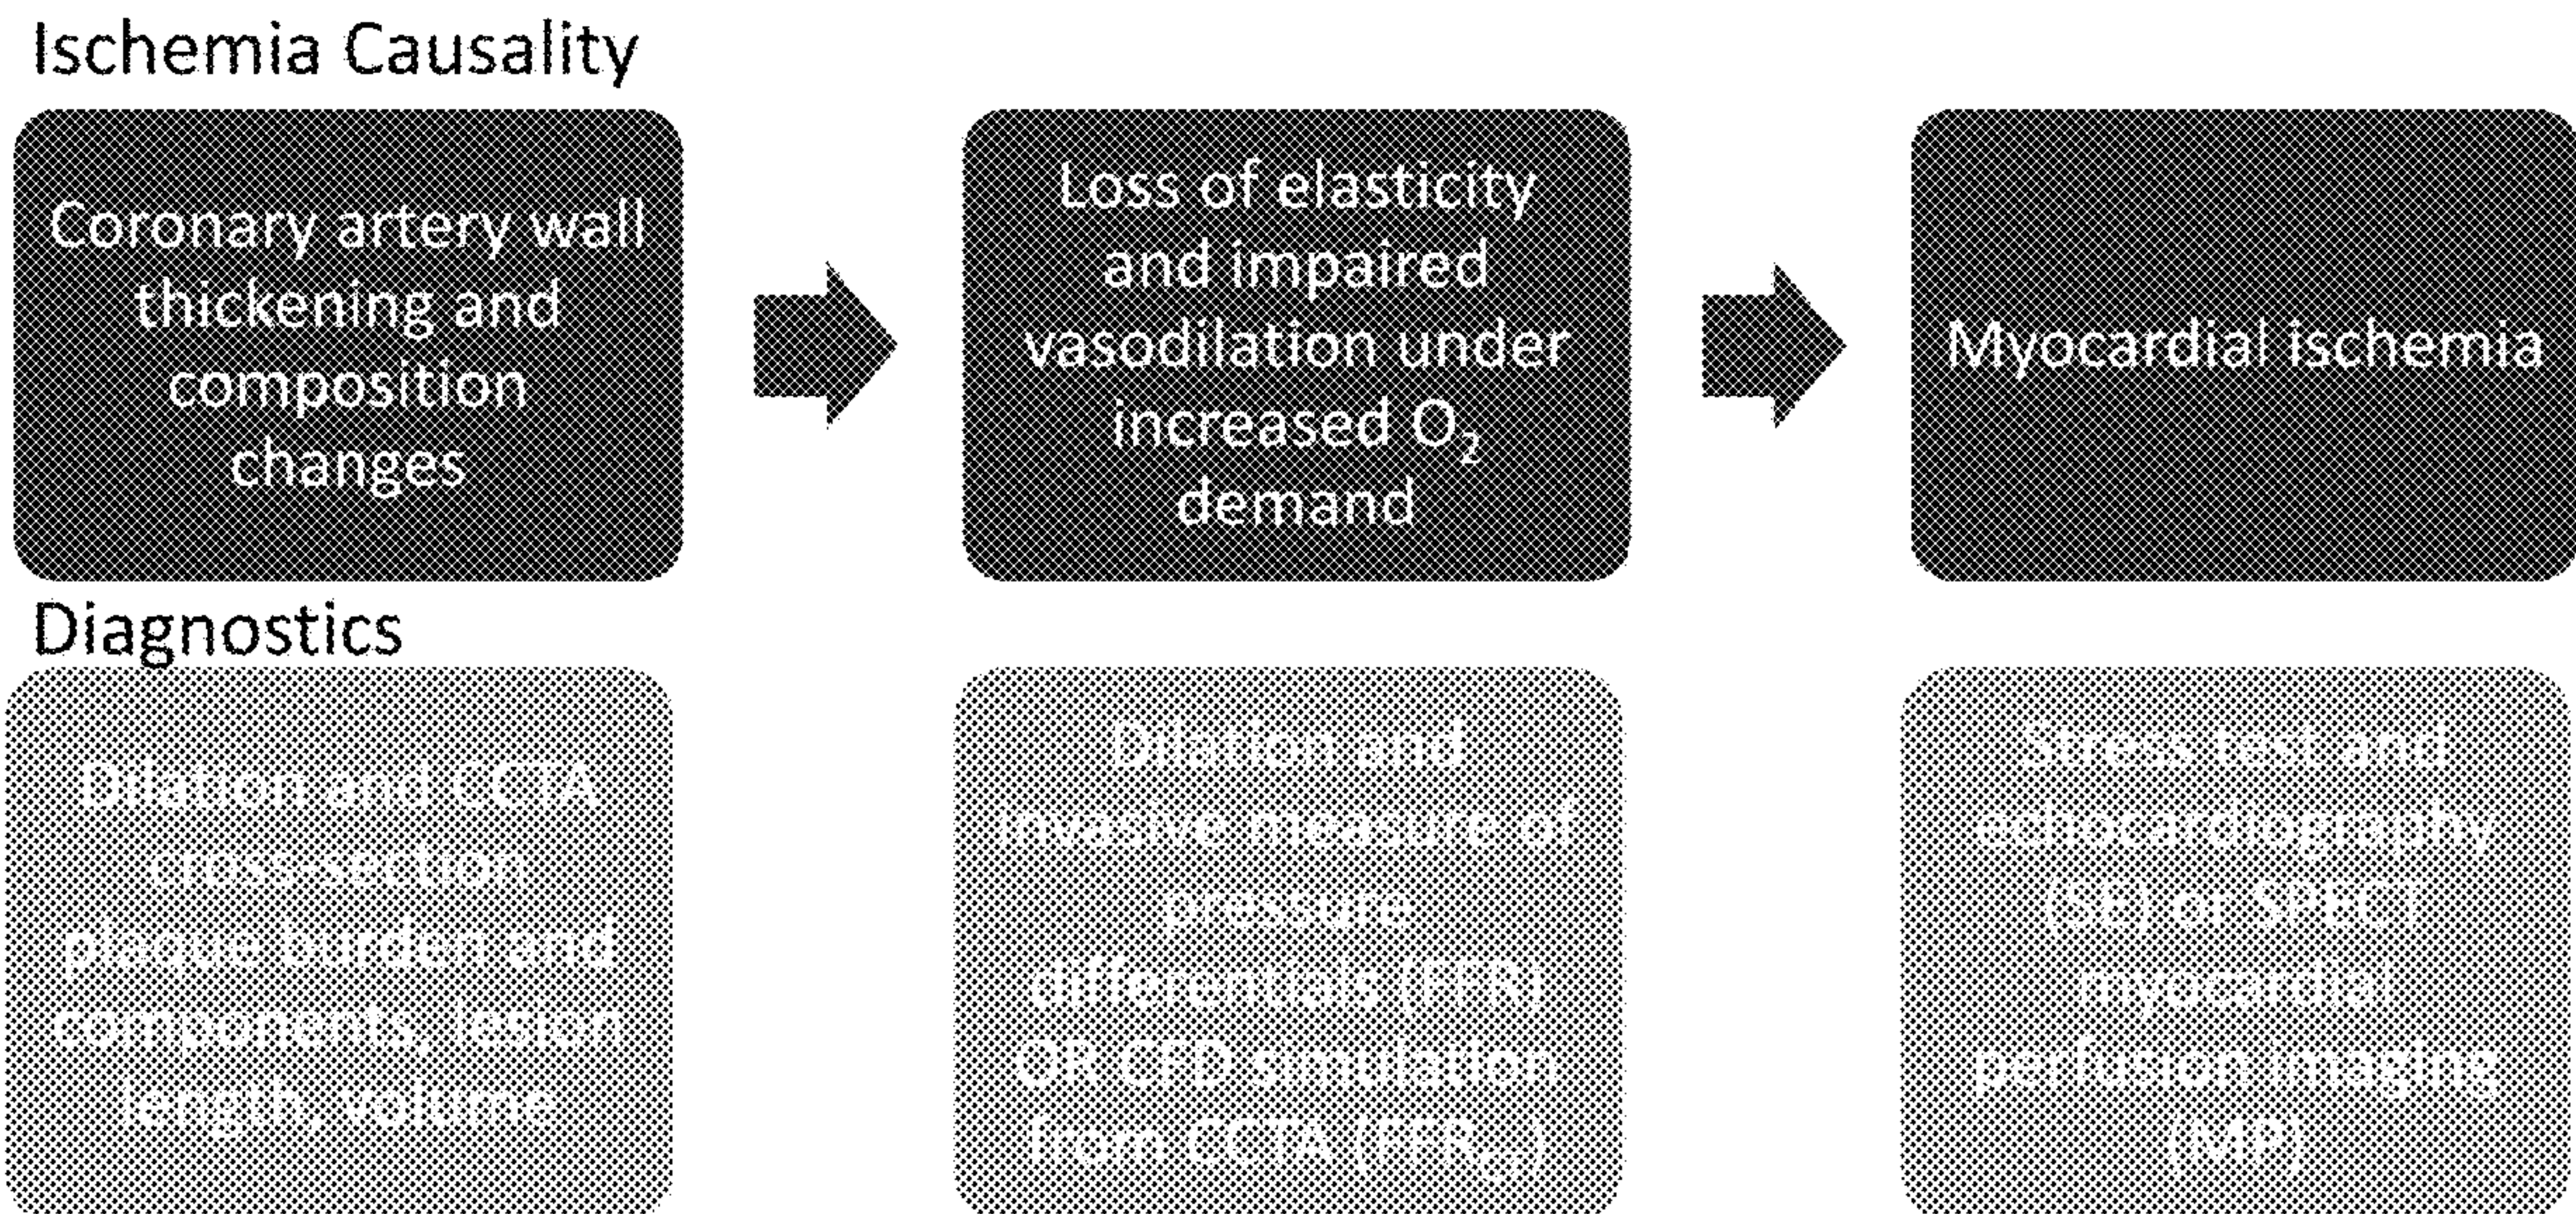 Ischemia Causality
Coronary artery wall
thickening and
composition
changes
Loss of elasticity
and impaired
vasodilation under
increased O₂
demand
Myocardial ischemia
Diagnostics
Dilation and CCTA
cross-section
plaque burden and
components, lesion
length, volume
Dilation and
invasive measure of
pressure
differentials (FFR)
OR CFD simulation
from CCTA (FFR_CT)
Stress test and
echocardiography
(SE) or SPECT
myocardial
perfusion imaging
(MP)